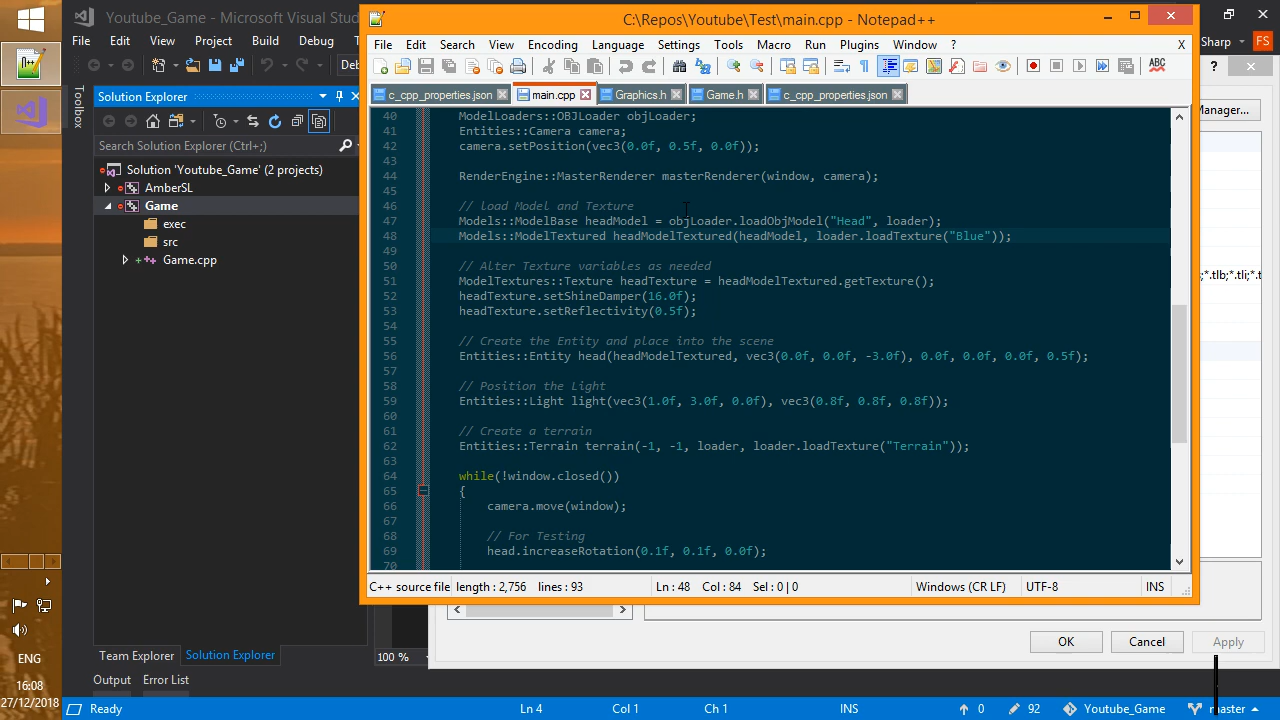 Youtube_Game - Microsoft Visual Stu
File Edit View Project Build Debug
Deb
Toolbox
Solution Explorer
Search Solution Explorer (Ctrl+;)
Solution 'Youtube_Game' (2 projects)
AmberSL
Game
exec
src
Game.cpp
Team Explorer Solution Explorer
Output Error List
C:\Repos\Youtube\Test\main.cpp - Notepad++
File Edit Search View Encoding Language Settings Tools Macro Run Plugins Window ? X
c_cpp_properties.json main.cpp Graphics.h Game.h c_cpp_properties.json
40 ModelLoaders::OBJLoader objLoader;
41 Entities::Camera camera;
42 camera.setPosition(vec3(0.0f, 0.5f, 0.0f));
43
44 RenderEngine::MasterRenderer masterRenderer(window, camera);
45
46 // load Model and Texture
47 Models::ModelBase headModel = objLoader.loadObjModel("Head", loader);
48 Models::ModelTextured headModelTextured(headModel, loader.loadTexture("Blue"));
49
50 // Alter Texture variables as needed
51 ModelTextures::Texture headTexture = headModelTextured.getTexture();
52 headTexture.setShineDamper(16.0f);
53 headTexture.setReflectivity(0.5f);
54
55 // Create the Entity and place into the scene
56 Entities::Entity head(headModelTextured, vec3(0.0f, 0.0f, -3.0f), 0.0f, 0.0f, 0.0f, 0.5f);
57
58 // Position the Light
59 Entities::Light light(vec3(1.0f, 3.0f, 0.0f), vec3(0.8f, 0.8f, 0.8f));
60
61 // Create a terrain
62 Entities::Terrain terrain(-1, -1, loader, loader.loadTexture("Terrain"));
63
64 while(!window.closed())
65 {
66 camera.move(window);
67
68 // For Testing
69 head.increaseRotation(0.1f, 0.1f, 0.0f);
70
C++ source file length : 2,756 lines : 93 Ln : 48 Col : 84 Sel : 0 | 0 Windows (CR LF) UTF-8 INS
Sharp FS
?
Manager...
;*.tlb;*.tli;*.t
100 %
OK Cancel Apply
ENG
16:08
27/12/2018
Ready Ln 4 Col 1 Ch 1 INS 0 92 Youtube_Game master